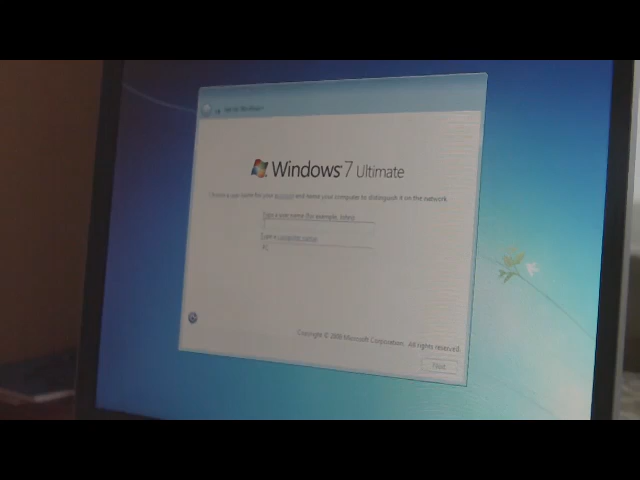 Set Up Windows
Windows 7 Ultimate
Choose a user name for your account and name your computer to distinguish it on the network.
Type a user name (for example, John):
Type a computer name:
PC
Copyright © 2009 Microsoft Corporation. All rights reserved.
Next